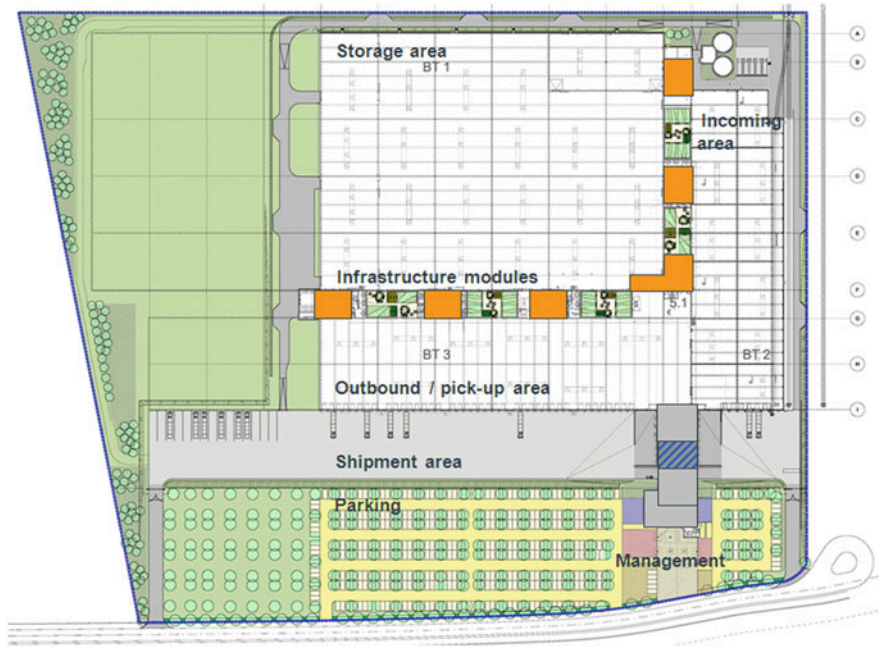 A
Storage area
BT 1
B
Incoming
area
C
D
E
Infrastructure modules
F
5.1
G
BT 3
BT 2
H
Outbound / pick-up area
I
Shipment area
Parking
Management